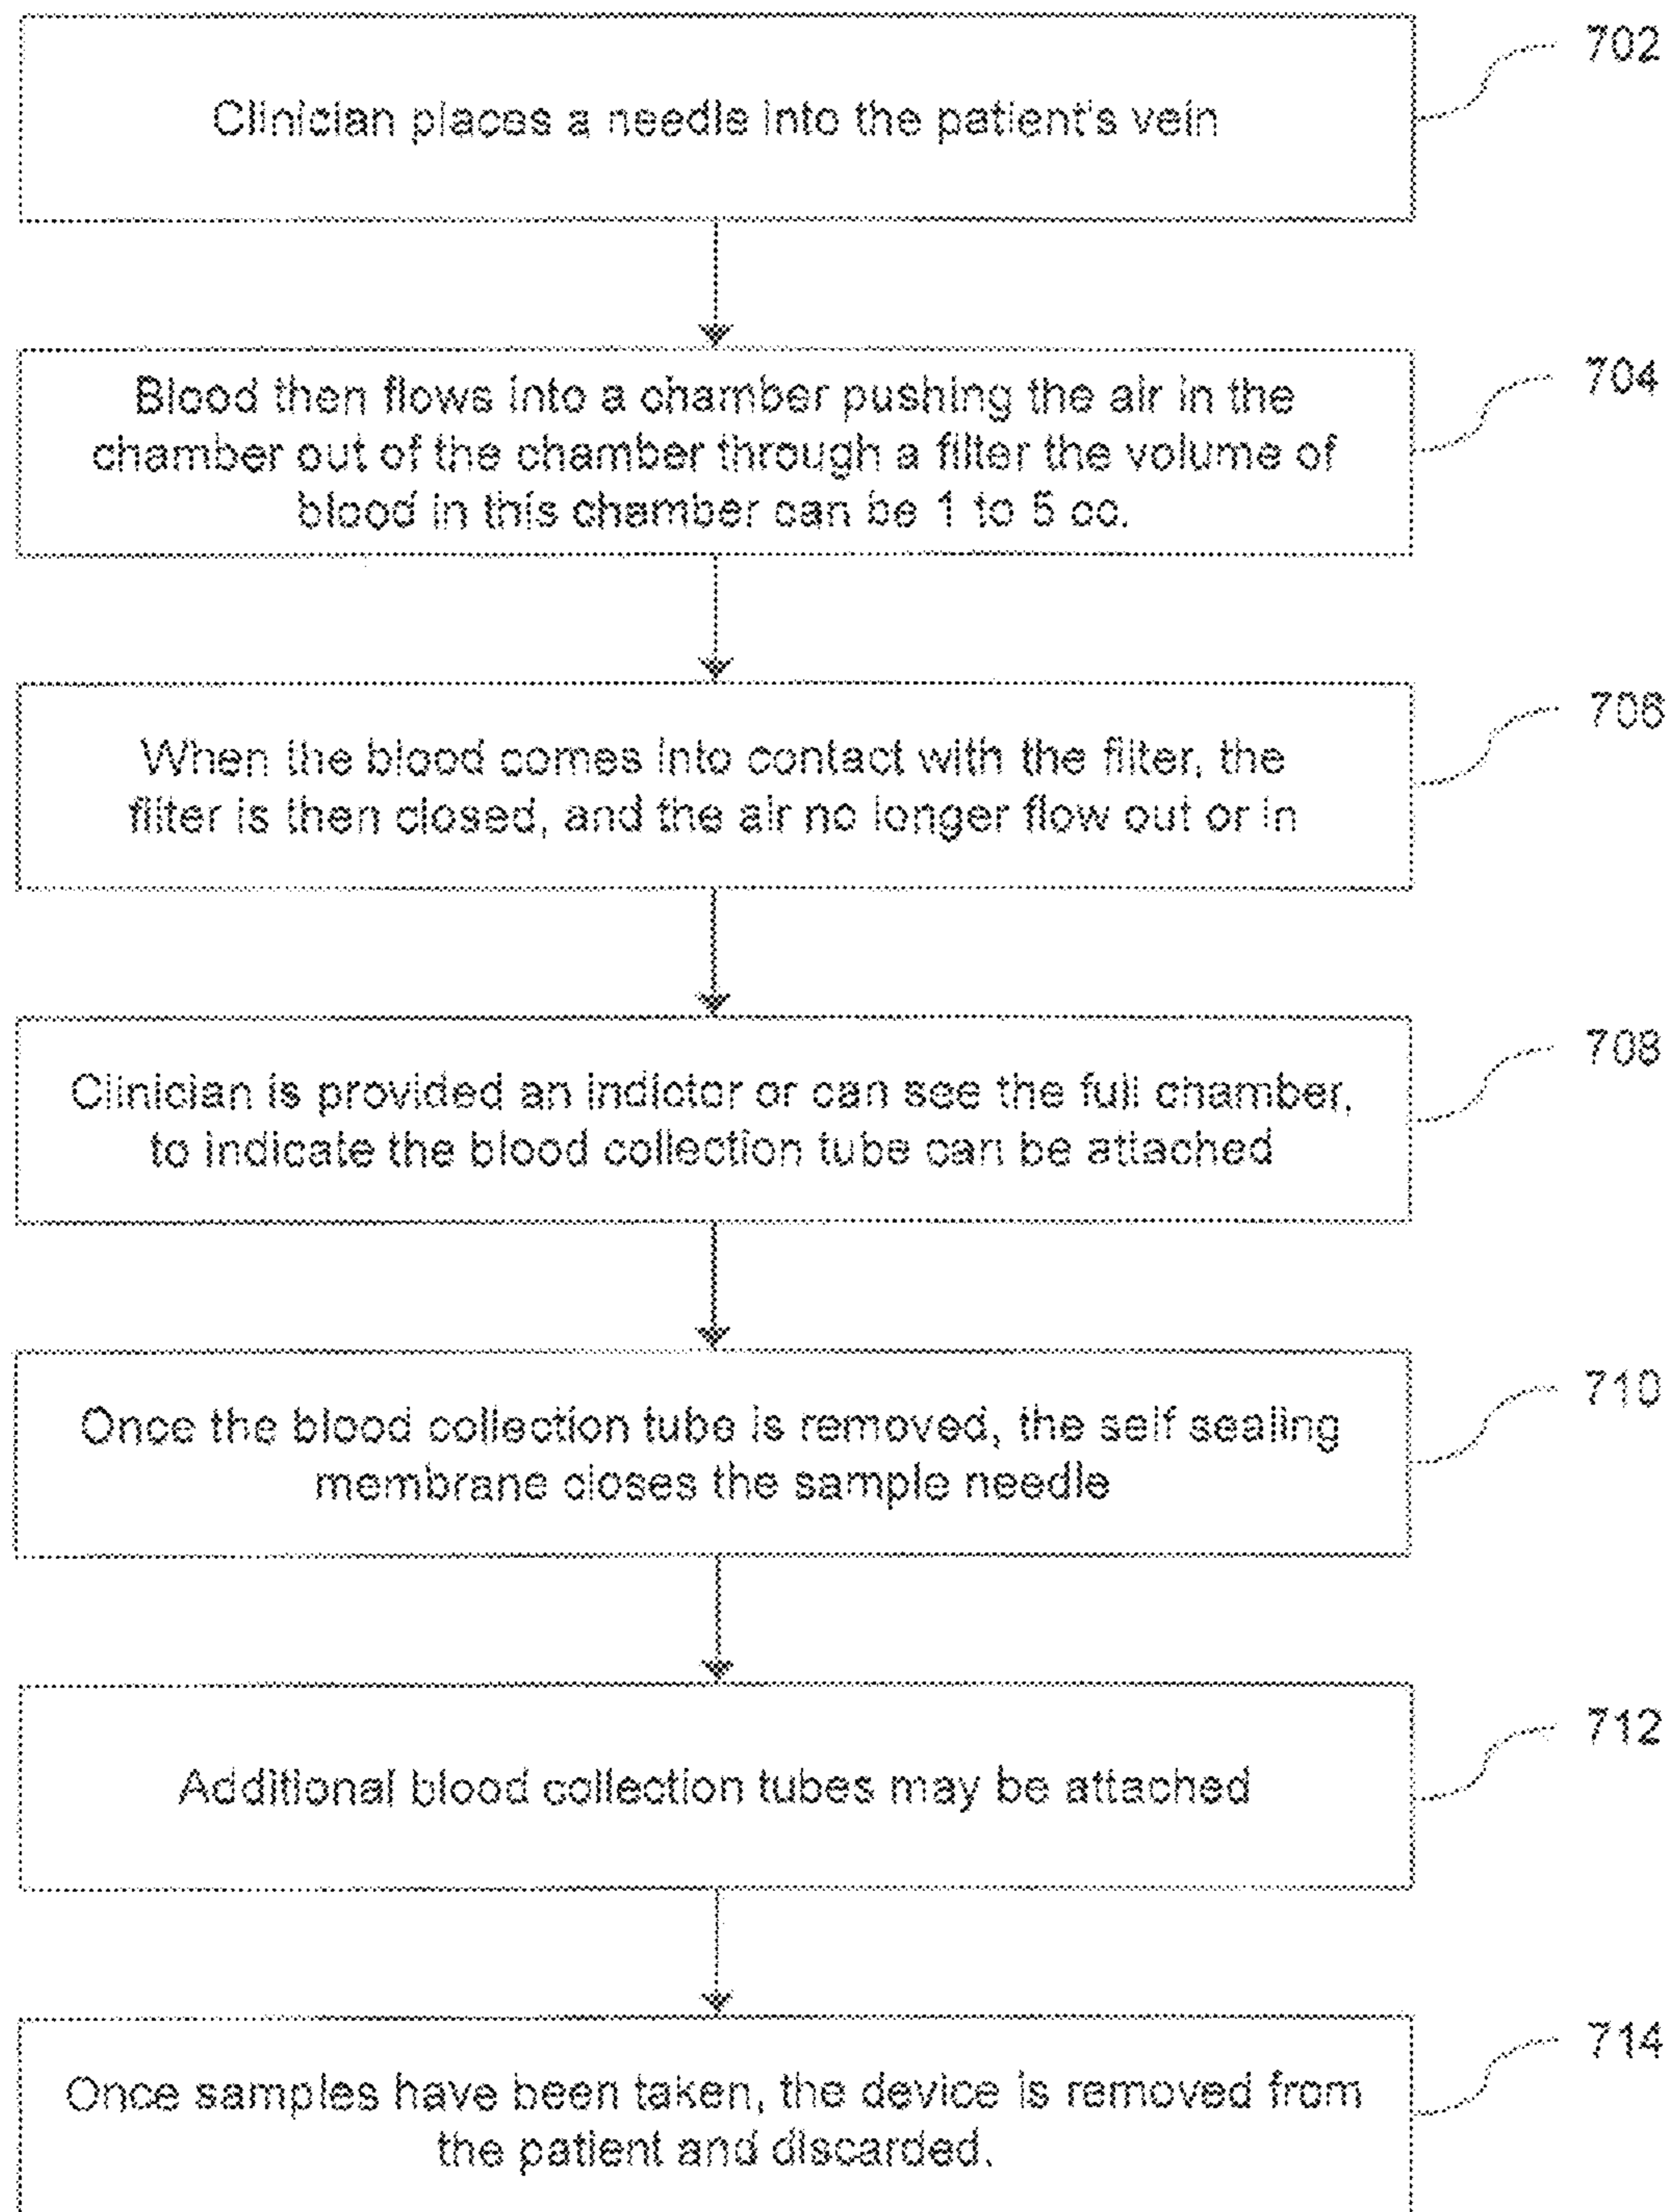 702
Clinician places a needle into the patient's vein
704
Blood then flows into a chamber pushing the air in the
chamber out of the chamber through a filter the volume of
blood in this chamber can be 1 to 5 cc.
706
When the blood comes into contact with the filter, the
filter is then closed, and the air no longer flow out or in
708
Clinician is provided an indictor or can see the full chamber,
to indicate the blood collection tube can be attached
710
Once the blood collection tube is removed, the self sealing
membrane closes the sample needle
712
Additional blood collection tubes may be attached
714
Once samples have been taken, the device is removed from
the patient and discarded.